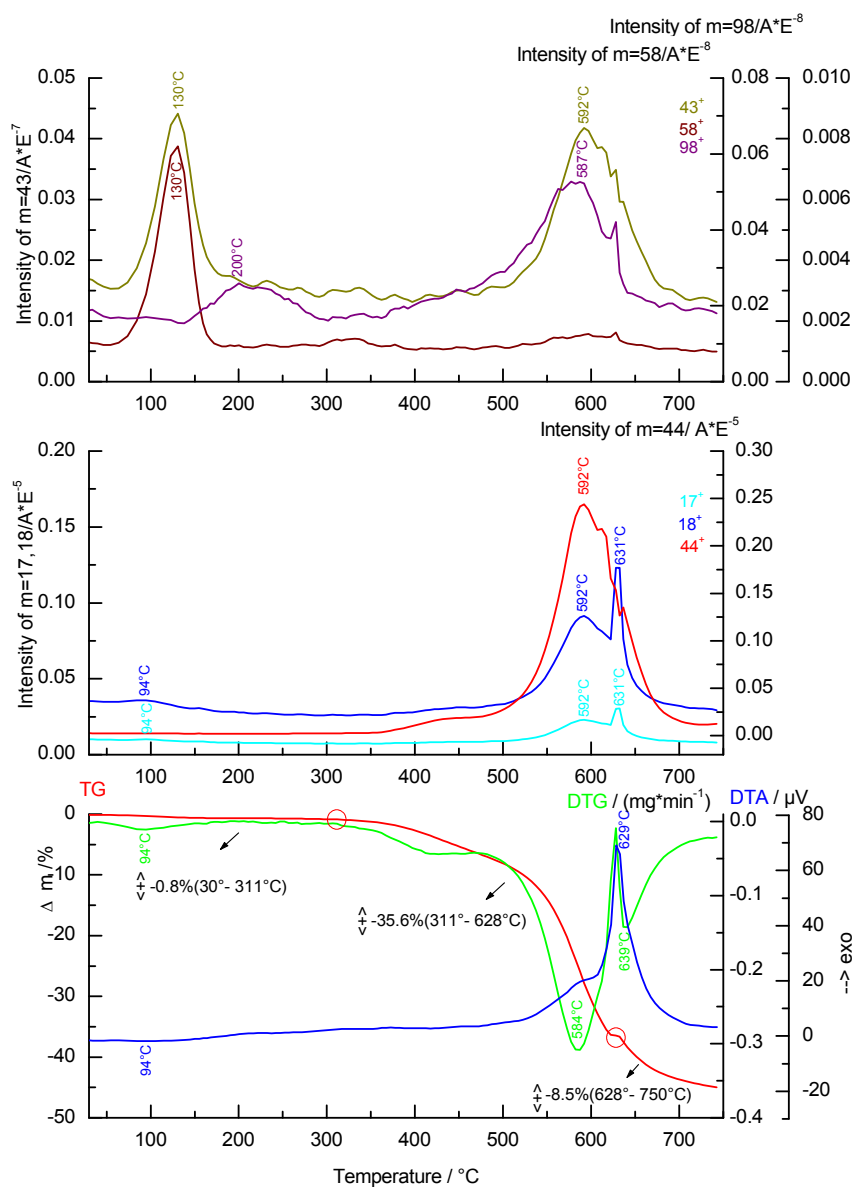 Intensity of m=98/A*E⁻⁸
Intensity of m=58/A*E⁻⁸
0.05 0.08 0.010
0.04 0.008
0.03 0.06 0.006
0.02 0.04 0.004
0.01 0.02 0.002
0.00 0.00 0.000
Intensity of m=43/A*E⁻⁷
130°C
130°C
200°C
592°C
587°C
43⁺
58⁺
98⁺
100 200 300 400 500 600 700
Intensity of m=44/ A*E⁻⁵
0.20 0.30
0.25
0.15 0.20
0.10 0.15
0.10
0.05 0.05
0.00 0.00
Intensity of m=17,18/A*E⁻⁵
94°C
94°C
592°C
592°C
592°C
631°C
631°C
17⁺
18⁺
44⁺
100 200 300 400 500 600 700
TG DTG / (mg*min⁻¹) DTA / µV
0 0.0 80
-10 60
-0.1 40
-20 -0.2 20
-30 0
-40 -0.3 -20
-50 -0.4
Δ m/%
--> exo
94°C
94°C
-0.8%(30°- 311°C)
-35.6%(311°- 628°C)
-8.5%(628°- 750°C)
584°C
629°C
639°C
100 200 300 400 500 600 700
Temperature / °C